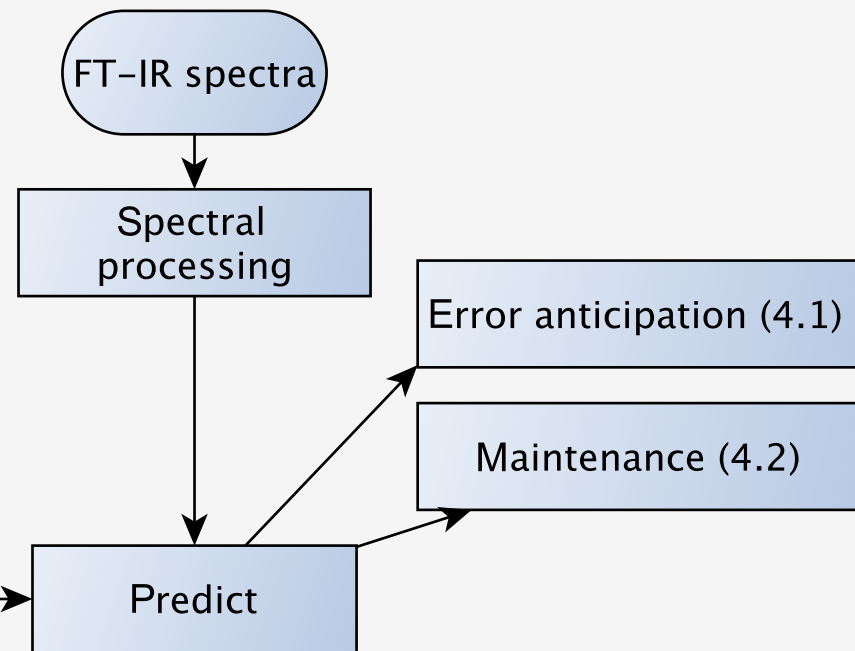 FT-IR spectra
Spectral
processing
Error anticipation (4.1)
Maintenance (4.2)
Predict